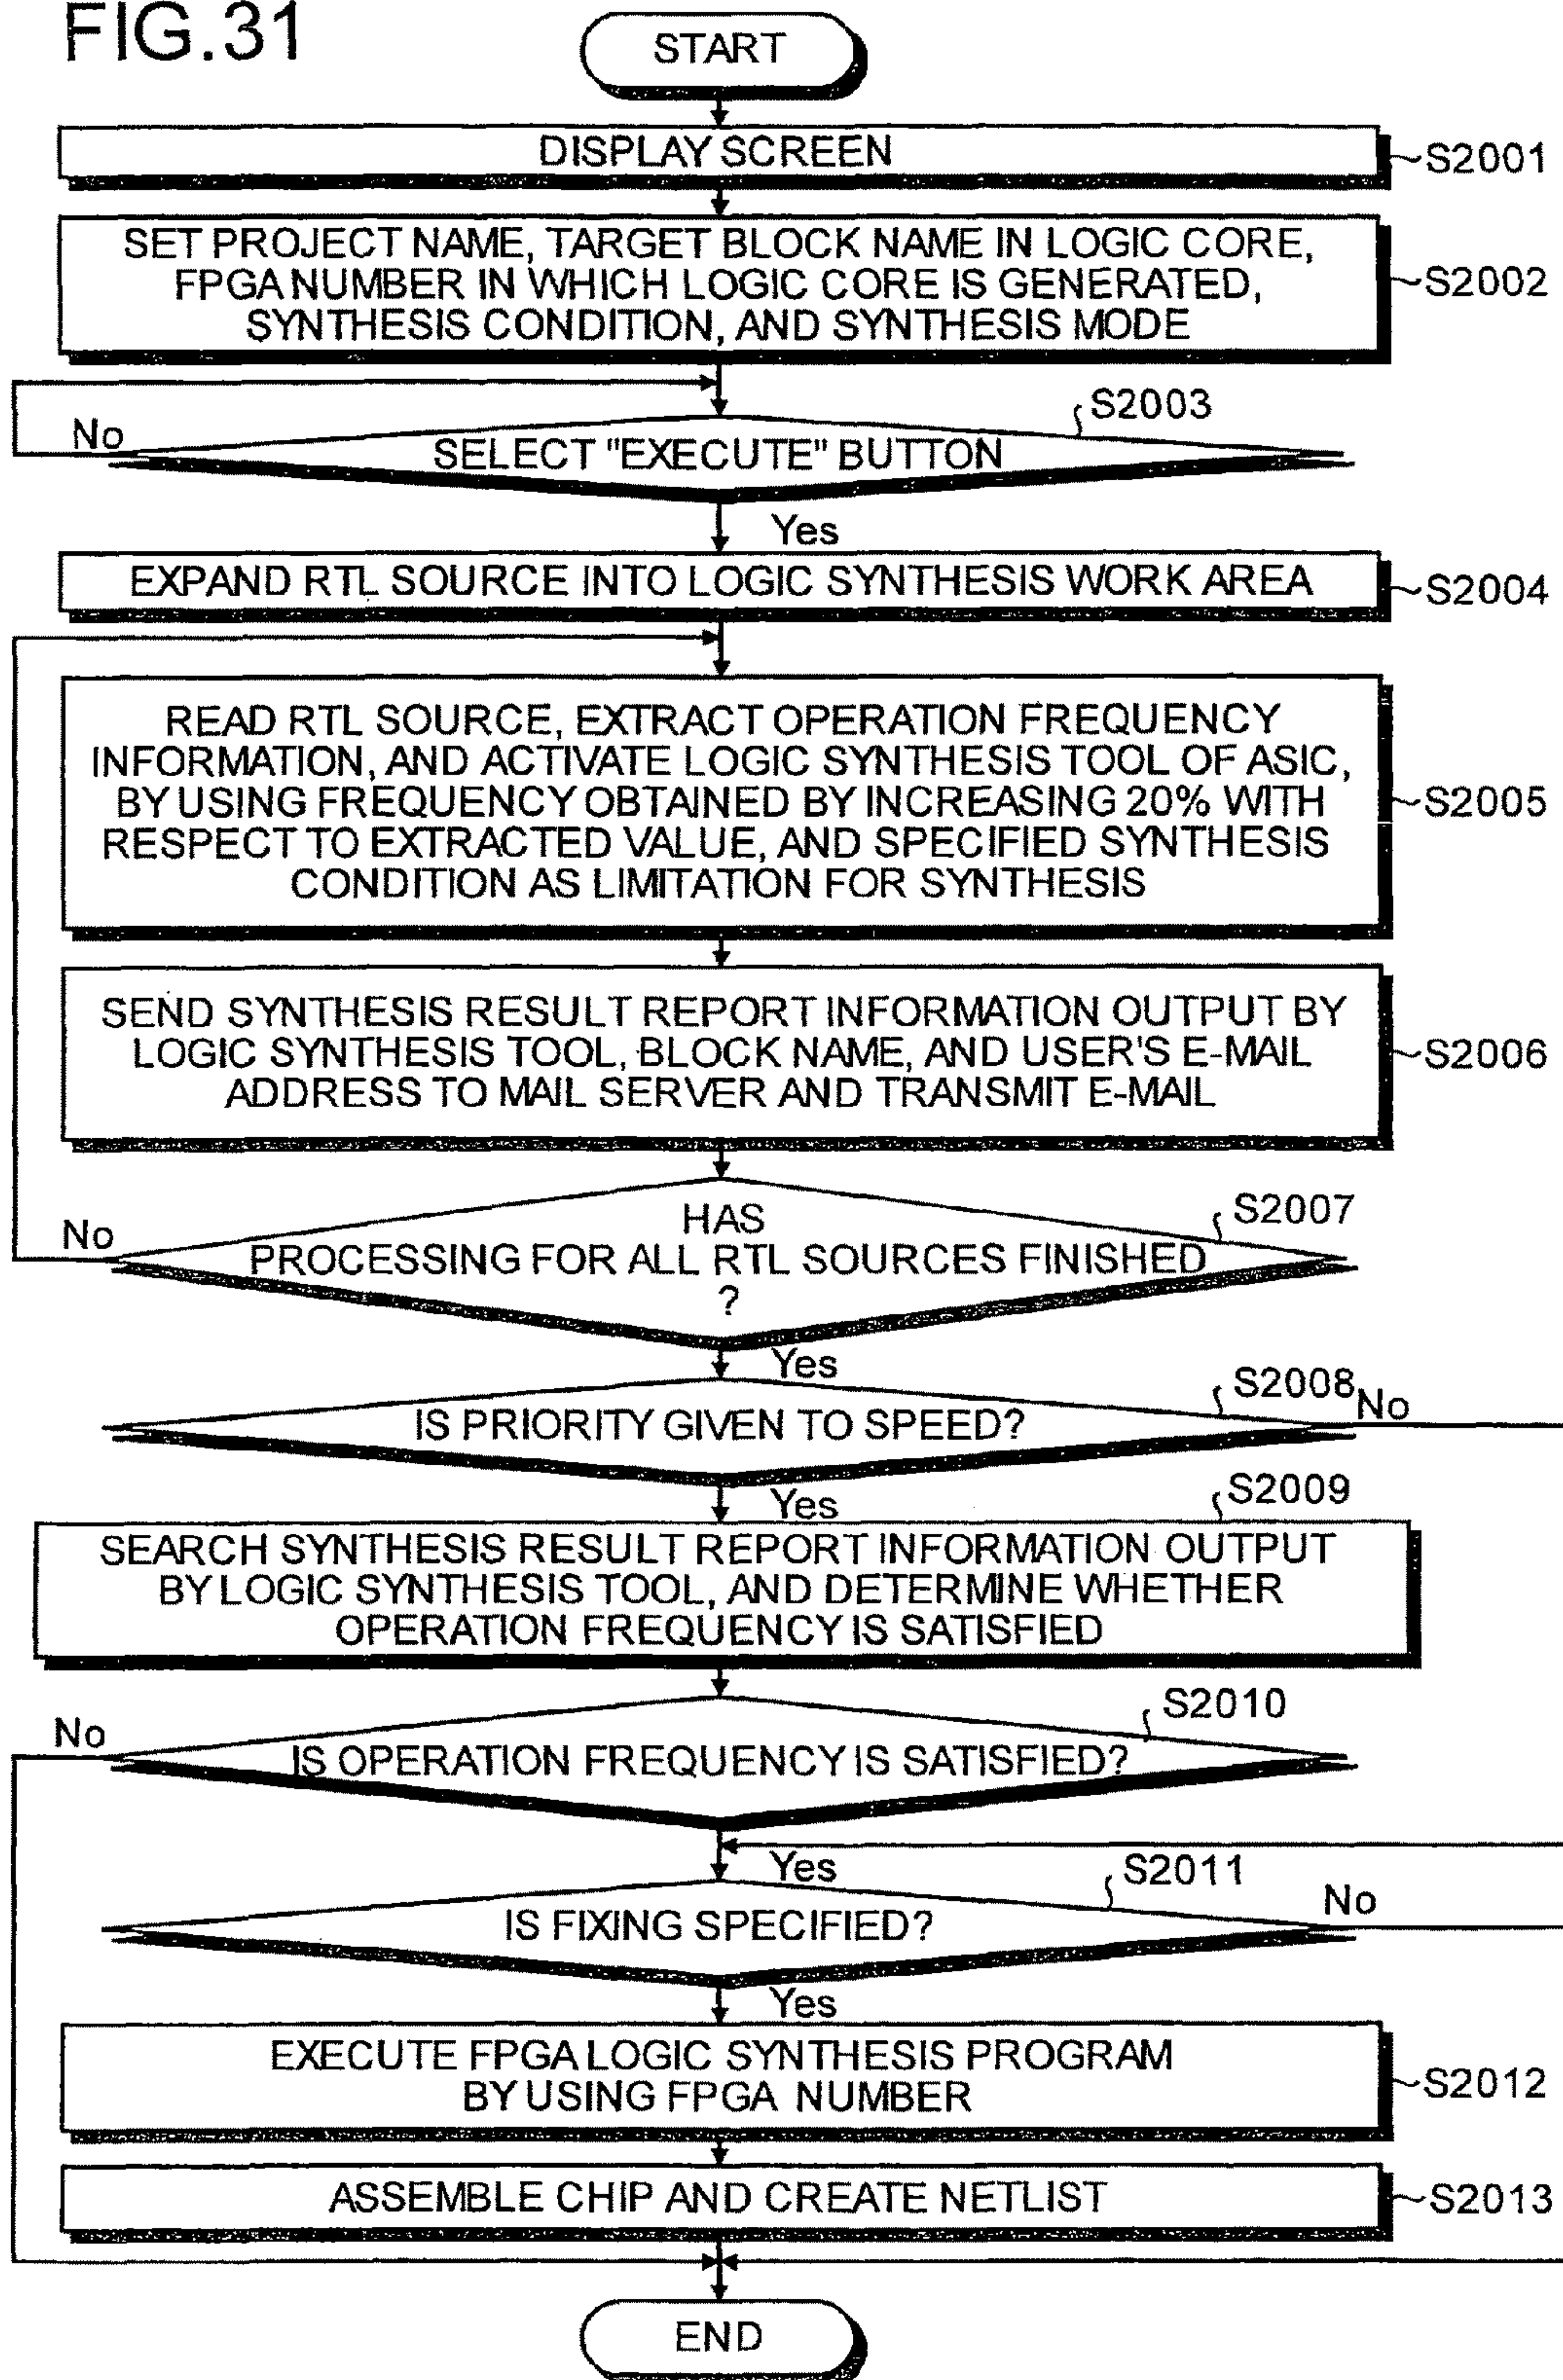 FIG.31
START
DISPLAY SCREEN
S2001
SET PROJECT NAME, TARGET BLOCK NAME IN LOGIC CORE,
FPGA NUMBER IN WHICH LOGIC CORE IS GENERATED,
SYNTHESIS CONDITION, AND SYNTHESIS MODE
S2002
S2003
No
SELECT "EXECUTE" BUTTON
Yes
EXPAND RTL SOURCE INTO LOGIC SYNTHESIS WORK AREA
S2004
READ RTL SOURCE, EXTRACT OPERATION FREQUENCY
INFORMATION, AND ACTIVATE LOGIC SYNTHESIS TOOL OF ASIC,
BY USING FREQUENCY OBTAINED BY INCREASING 20% WITH
RESPECT TO EXTRACTED VALUE, AND SPECIFIED SYNTHESIS
CONDITION AS LIMITATION FOR SYNTHESIS
S2005
SEND SYNTHESIS RESULT REPORT INFORMATION OUTPUT BY
LOGIC SYNTHESIS TOOL, BLOCK NAME, AND USER'S E-MAIL
ADDRESS TO MAIL SERVER AND TRANSMIT E-MAIL
S2006
S2007
No
HAS
PROCESSING FOR ALL RTL SOURCES FINISHED
?
Yes
S2008
No
IS PRIORITY GIVEN TO SPEED?
Yes
S2009
SEARCH SYNTHESIS RESULT REPORT INFORMATION OUTPUT
BY LOGIC SYNTHESIS TOOL, AND DETERMINE WHETHER
OPERATION FREQUENCY IS SATISFIED
S2010
No
IS OPERATION FREQUENCY IS SATISFIED?
Yes
S2011
No
IS FIXING SPECIFIED?
Yes
EXECUTE FPGA LOGIC SYNTHESIS PROGRAM
BY USING FPGA NUMBER
S2012
ASSEMBLE CHIP AND CREATE NETLIST
S2013
END